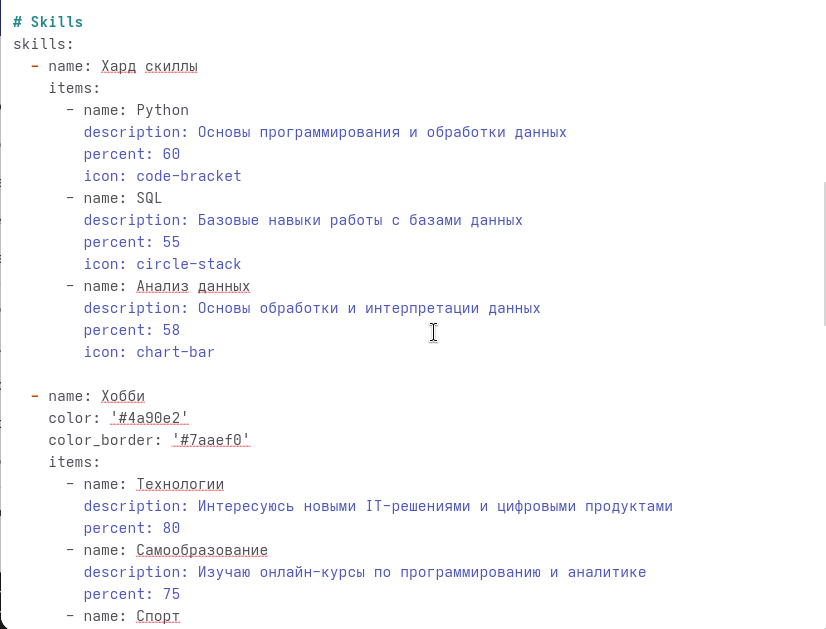 # Skills
skills:
- name: Хард скиллы
items:
- name: Python
description: Основы программирования и обработки данных
percent: 60
icon: code-bracket
- name: SQL
description: Базовые навыки работы с базами данных
percent: 55
icon: circle-stack
- name: Анализ данных
description: Основы обработки и интерпретации данных
percent: 58
icon: chart-bar
- name: Хобби
color: '#4a90e2'
color_border: '#7aaef0'
items:
- name: Технологии
description: Интересуюсь новыми IT-решениями и цифровыми продуктами
percent: 80
- name: Самообразование
description: Изучаю онлайн-курсы по программированию и аналитике
percent: 75
- name: Спорт